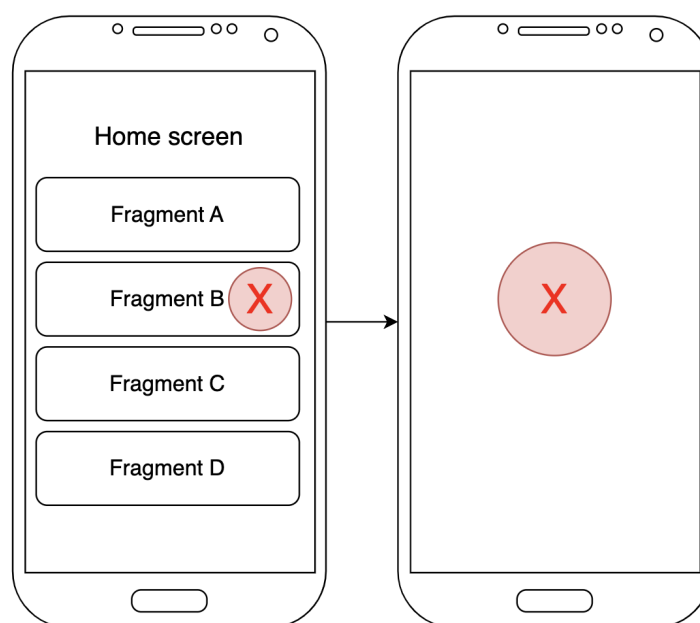 Home screen
Fragment A
Fragment B X
Fragment C
Fragment D
X